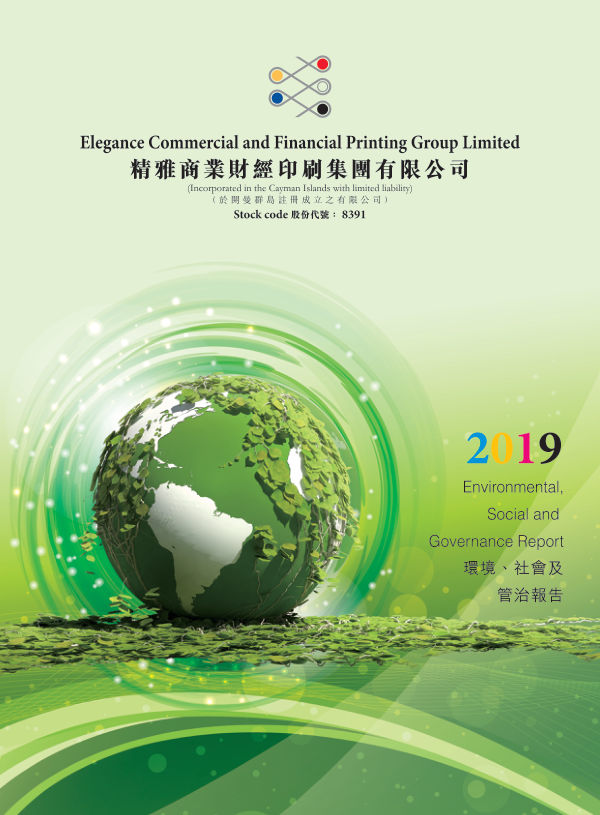 Elegance Commercial and Financial Printing Group Limited
精雅商業財經印刷集團有限公司
(Incorporated in the Cayman Islands with limited liability)
（於開曼群島註冊成立之有限公司）
Stock code 股份代號： 8391
2019
Environmental,
Social and
Governance Report
環境、社會及
管治報告